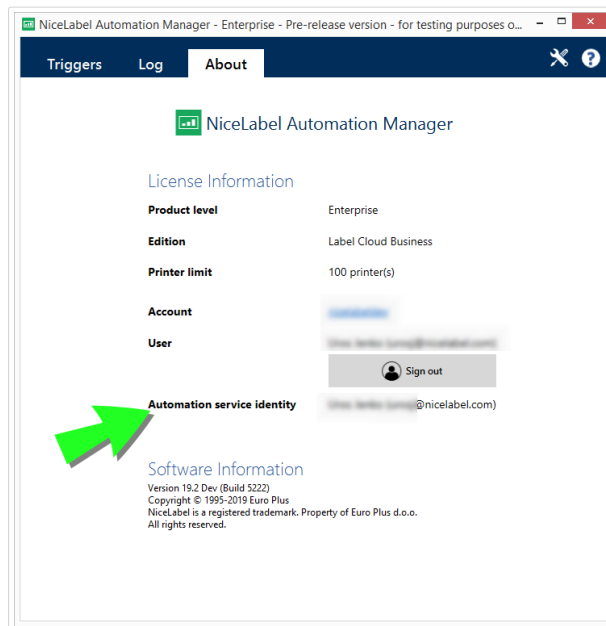 NiceLabel Automation Manager - Enterprise - Pre-release version - for testing purposes o...
Triggers Log About
NiceLabel Automation Manager
License Information
Product level Enterprise
Edition Label Cloud Business
Printer limit 100 printer(s)
Account
User
Sign out
Automation service identity @nicelabel.com)
Software Information
Version 19.2 Dev (Build 5222)
Copyright © 1995-2019 Euro Plus
NiceLabel is a registered trademark. Property of Euro Plus d.o.o.
All rights reserved.